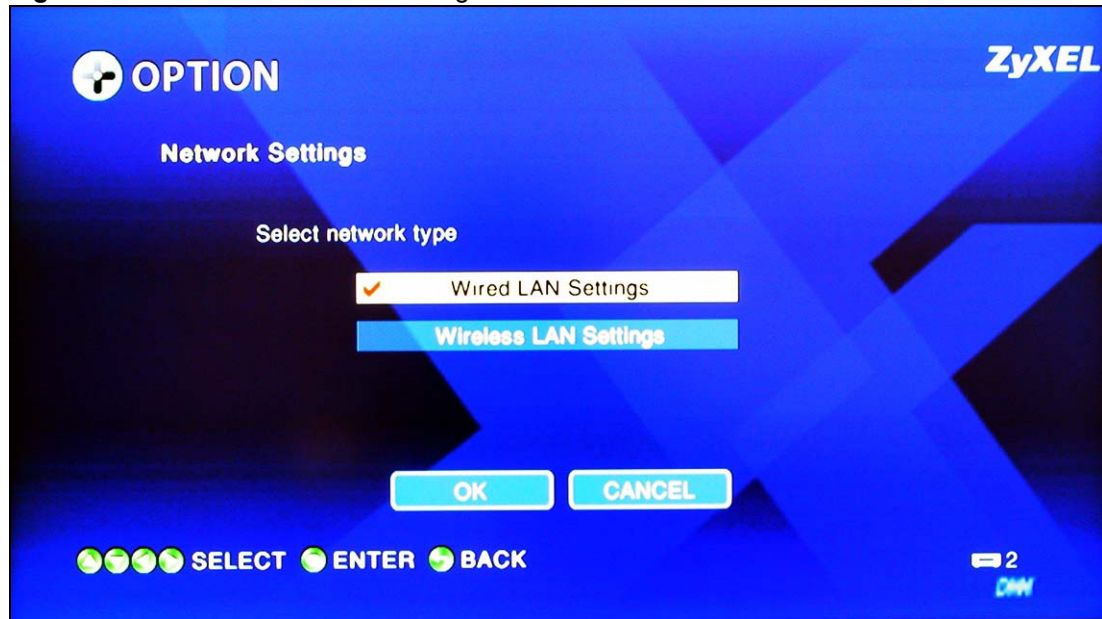 OPTION
ZyXEL
Network Settings
Select network type
Wired LAN Settings
Wireless LAN Settings
OK CANCEL
SELECT ENTER BACK
2